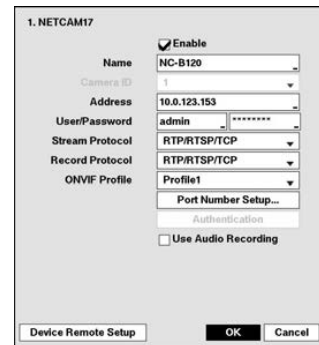 1. NETCAM17
Enable
Name NC-B120
Camera ID 1
Address 10.0.123.153
User/Password admin ********
Stream Protocol RTP/RTSP/TCP
Record Protocol RTP/RTSP/TCP
ONVIF Profile Profile1
Port Number Setup...
Authentication
Use Audio Recording
Device Remote Setup OK Cancel